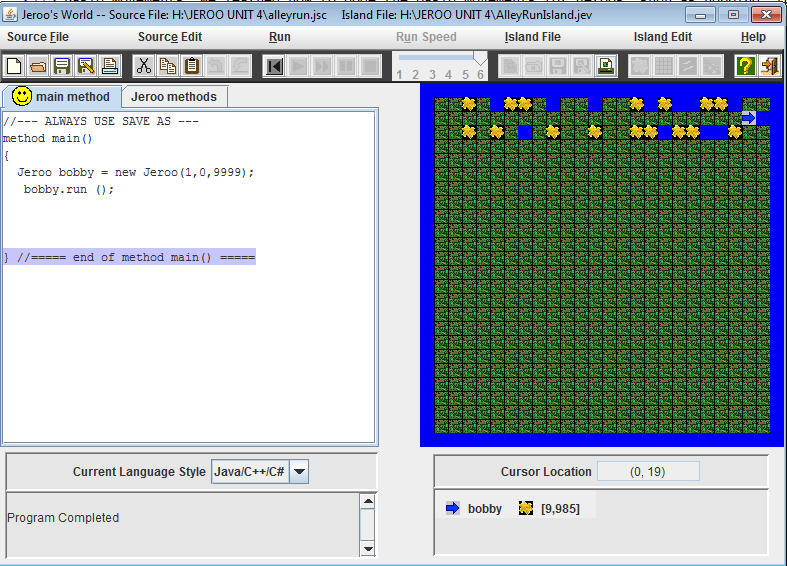 Jeroo's World -- Source File: H:\JEROO UNIT 4\alleyrun.jsc Island File: H:\JEROO UNIT 4\AlleyRunIsland.jev
Source File Source Edit Run Run Speed Island File Island Edit Help
1 2 3 4 5 6
main method Jeroo methods
//--- ALWAYS USE SAVE AS ---
method main()
{
Jeroo bobby = new Jeroo(1,0,9999);
bobby.run ();
} //===== end of method main() =====
Current Language Style Java/C++/C#
Cursor Location (0, 19)
Program Completed
bobby [9,985]